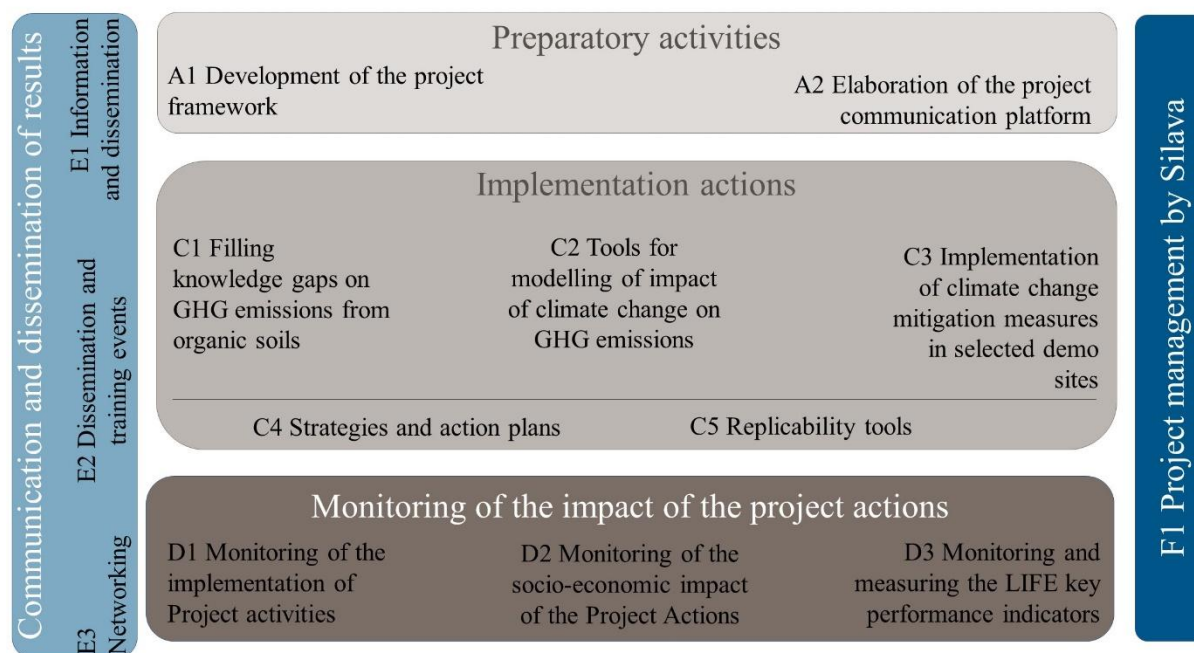 Communication and dissemination of results
E1 Information
and dissemination
E2 Dissemination and
training events
E3
Networking
Preparatory activities
A1 Development of the project
framework
A2 Elaboration of the project
communication platform
Implementation actions
C1 Filling
knowledge gaps on
GHG emissions from
organic soils
C2 Tools for
modelling of impact
of climate change on
GHG emissions
C3 Implementation
of climate change
mitigation measures
in selected demo
sites
C4 Strategies and action plans
C5 Replicability tools
Monitoring of the impact of the project actions
D1 Monitoring of the
implementation of
Project activities
D2 Monitoring of the
socio-economic impact
of the Project Actions
D3 Monitoring and
measuring the LIFE key
performance indicators
F1 Project management by Silava